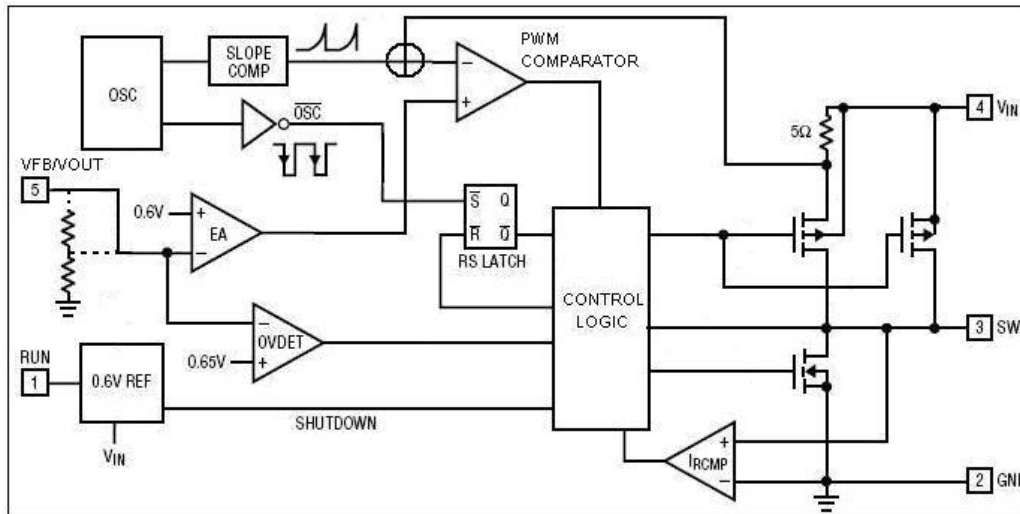 PWM
COMPARATOR
SLOPE
COMP
OSC
OSC
−
+
4
VIN
5Ω
VFB/VOUT
5
0.6V
+
EA
−
S Q
R Q
RS LATCH
CONTROL
LOGIC
3
SW
−
OVDET
0.65V
+
RUN
1
0.6V REF
SHUTDOWN
VIN
+
IRCMP
−
2
GN